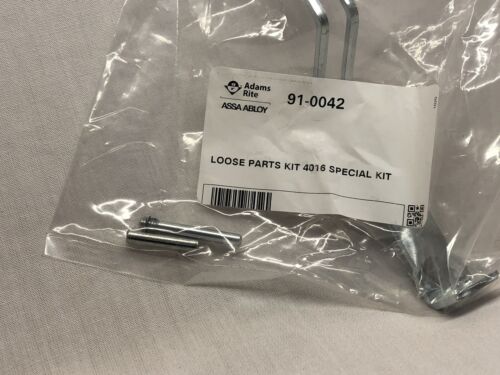 Adams
Rite
ASSA ABLOY
91-0042
LOOSE PARTS KIT 4016 SPECIAL KIT